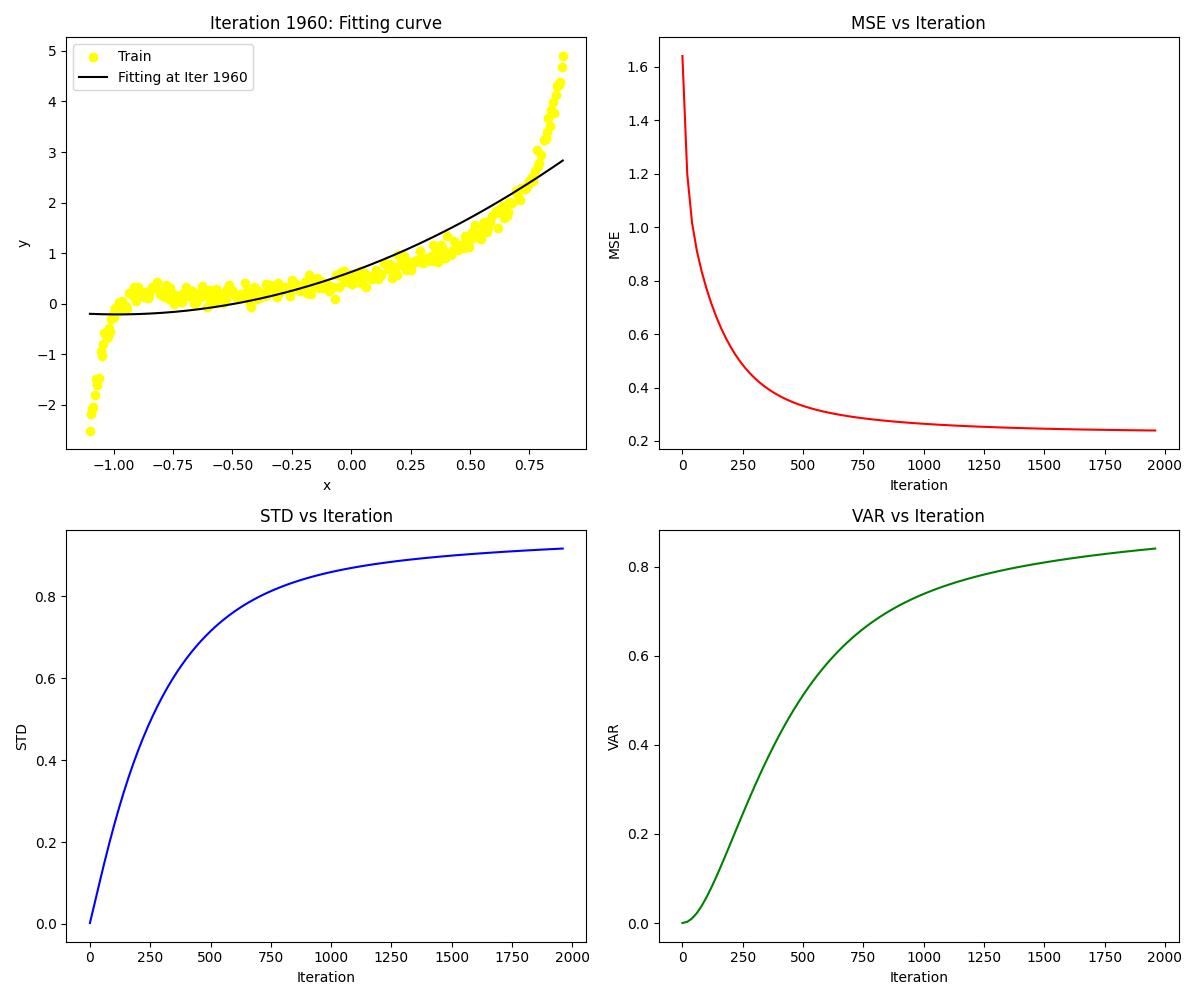 Iteration 1960: Fitting curve
Train
Fitting at Iter 1960
y
5
4
3
2
1
0
−1
−2
−1.00 −0.75 −0.50 −0.25 0.00 0.25 0.50 0.75
x
MSE vs Iteration
MSE
1.6
1.4
1.2
1.0
0.8
0.6
0.4
0.2
0 250 500 750 1000 1250 1500 1750 2000
Iteration
STD vs Iteration
STD
0.8
0.6
0.4
0.2
0.0
0 250 500 750 1000 1250 1500 1750 2000
Iteration
VAR vs Iteration
VAR
0.8
0.6
0.4
0.2
0.0
0 250 500 750 1000 1250 1500 1750 2000
Iteration